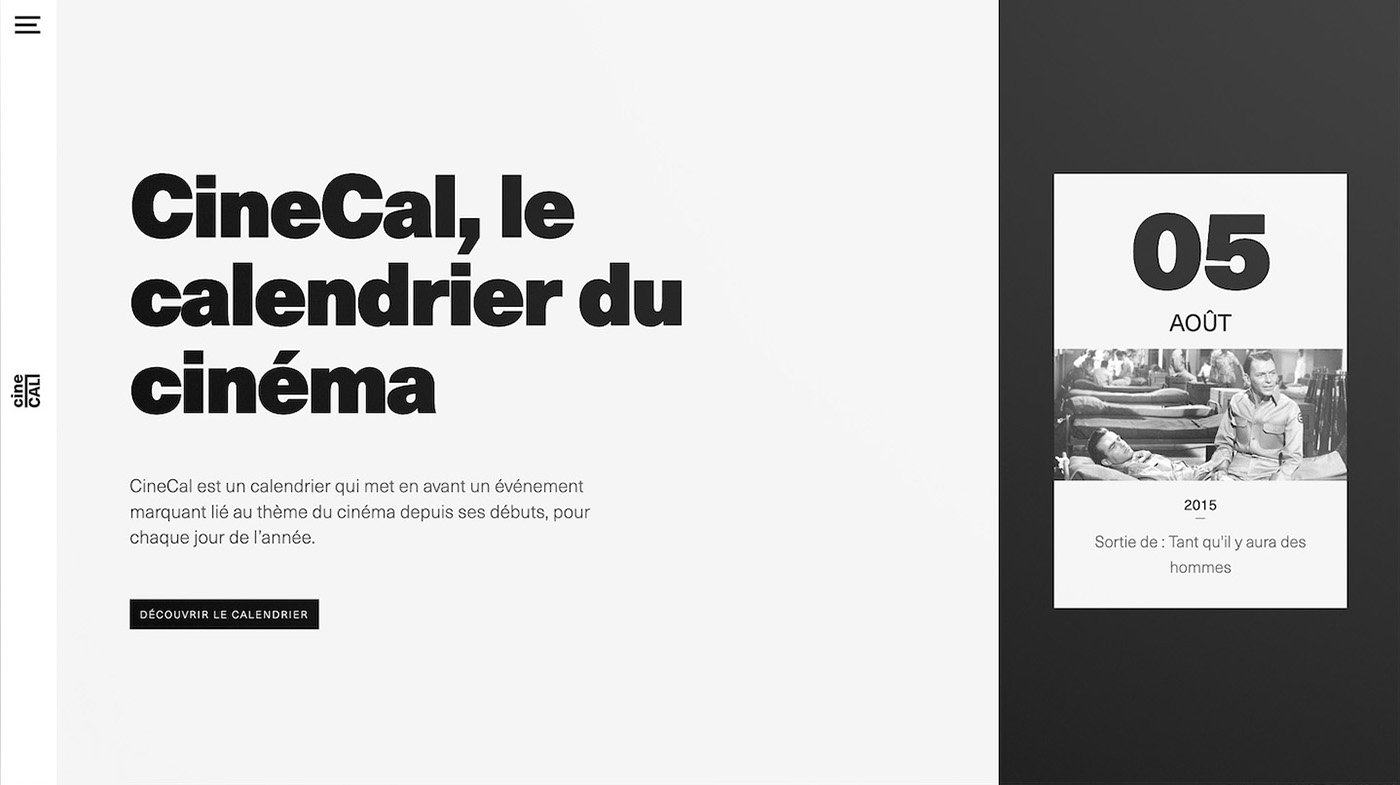 cine
CAL
CineCal, le
calendrier du
cinéma
CineCal est un calendrier qui met en avant un événement
marquant lié au thème du cinéma depuis ses débuts, pour
chaque jour de l’année.
DÉCOUVRIR LE CALENDRIER
05
AOÛT
2015
Sortie de : Tant qu'il y aura des
hommes